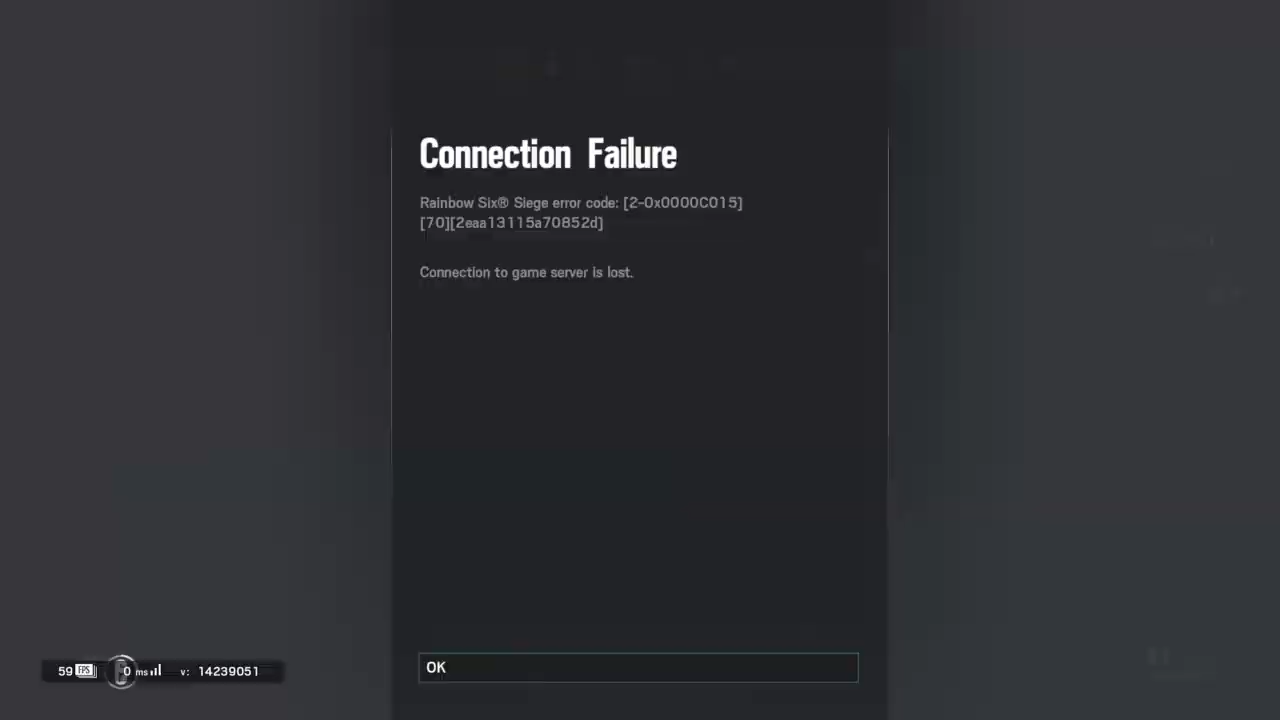 Connection Failure
Rainbow Six® Siege error code: [2-0x0000C015]
[70][2eaa13115a70852d]
Connection to game server is lost.
OK
59 FPS 0 ms v: 14239051